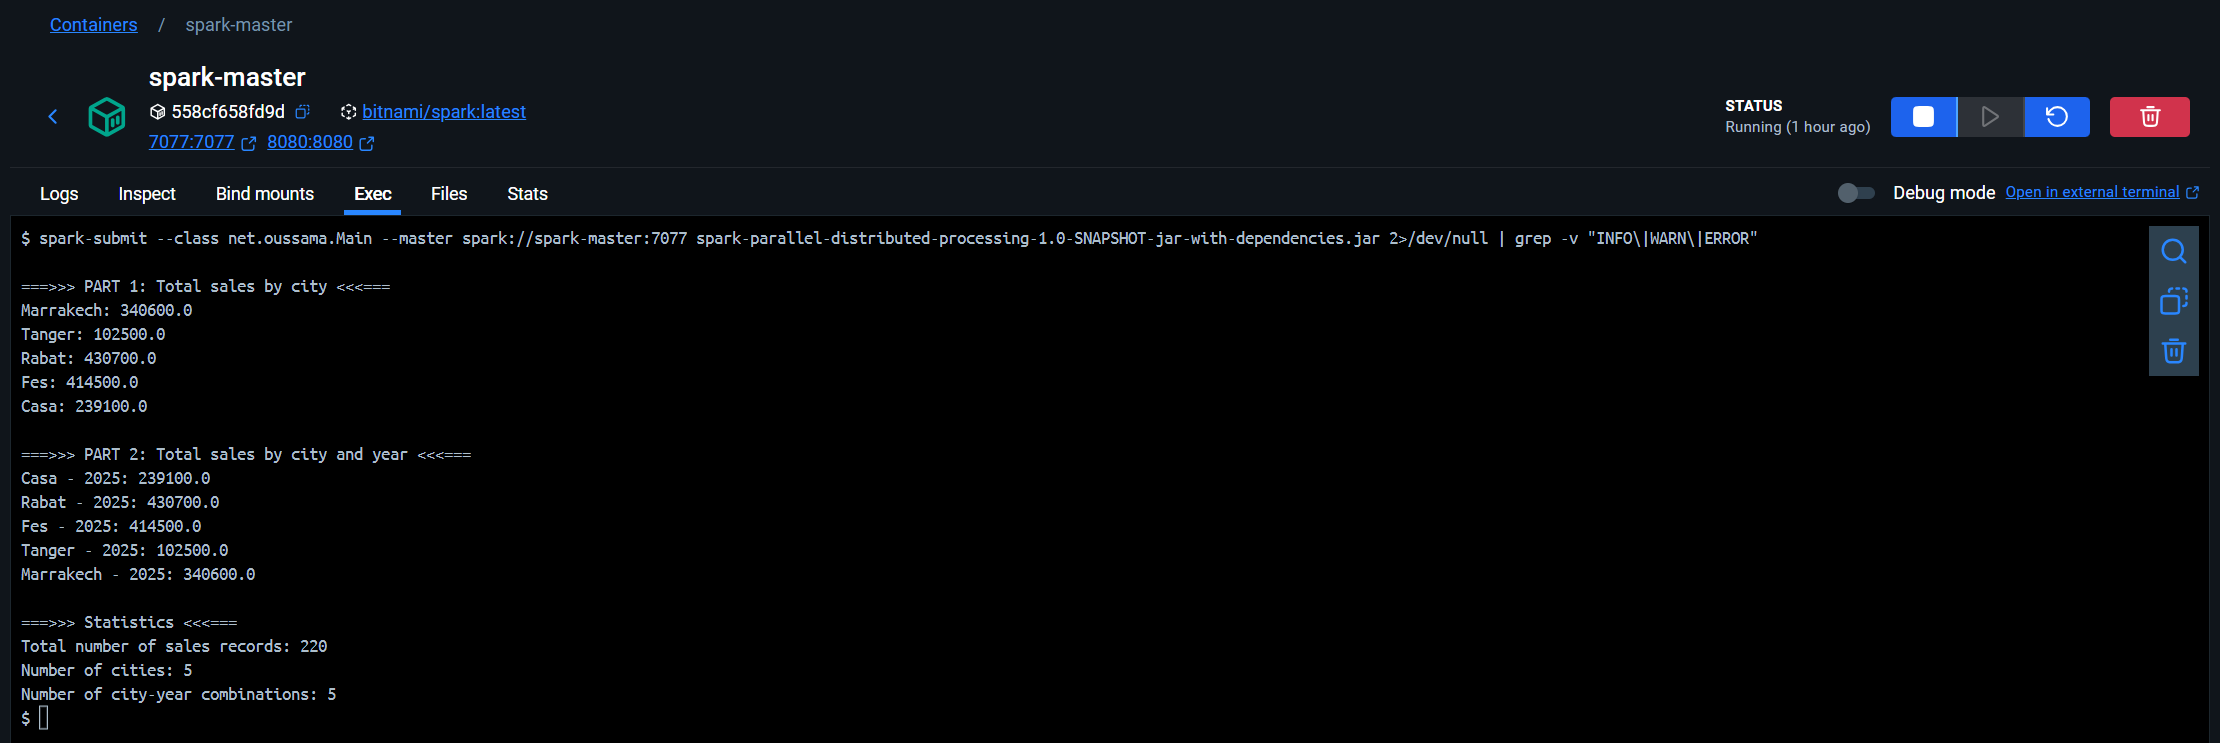 Containers / spark-master
spark-master
558cf658fd9d bitnami/spark:latest
7077:7077 8080:8080
STATUS
Running (1 hour ago)
Logs Inspect Bind mounts Exec Files Stats
Debug mode Open in external terminal
$ spark-submit --class net.oussama.Main --master spark://spark-master:7077 spark-parallel-distributed-processing-1.0-SNAPSHOT-jar-with-dependencies.jar 2>/dev/null | grep -v "INFO\|WARN\|ERROR"
===>>> PART 1: Total sales by city <<<===
Marrakech: 340600.0
Tanger: 102500.0
Rabat: 430700.0
Fes: 414500.0
Casa: 239100.0
===>>> PART 2: Total sales by city and year <<<===
Casa - 2025: 239100.0
Rabat - 2025: 430700.0
Fes - 2025: 414500.0
Tanger - 2025: 102500.0
Marrakech - 2025: 340600.0
===>>> Statistics <<<===
Total number of sales records: 220
Number of cities: 5
Number of city-year combinations: 5
$